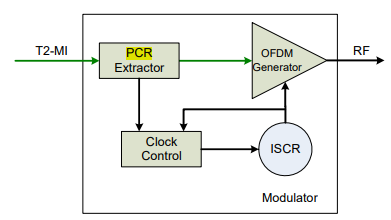 T2-MI
PCR
Extractor
OFDM
Generator
RF
Clock
Control
ISCR
Modulator